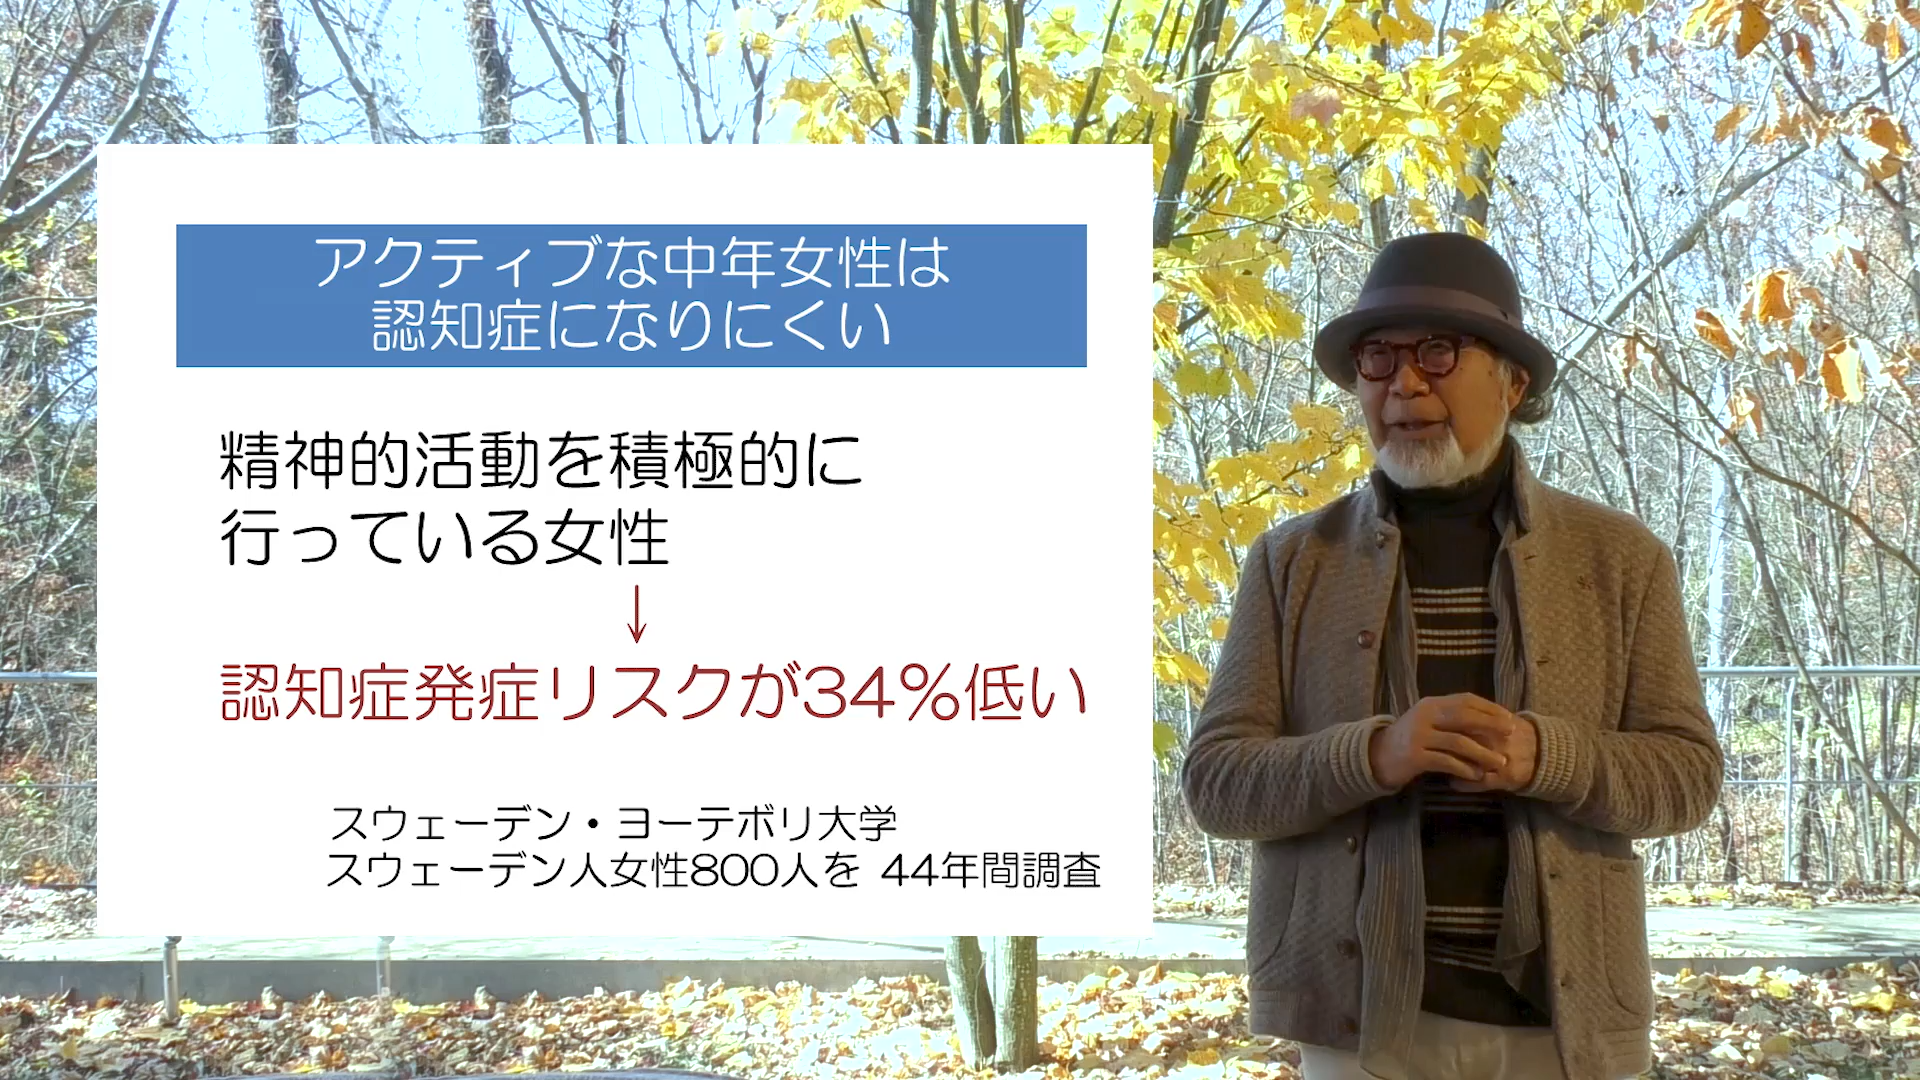 アクティブな中年女性は
認知症になりにくい
精神的活動を積極的に
行っている女性
↓
認知症発症リスクが34%低い
スウェーデン・ヨーテボリ大学
スウェーデン人女性800人を 44年間調査